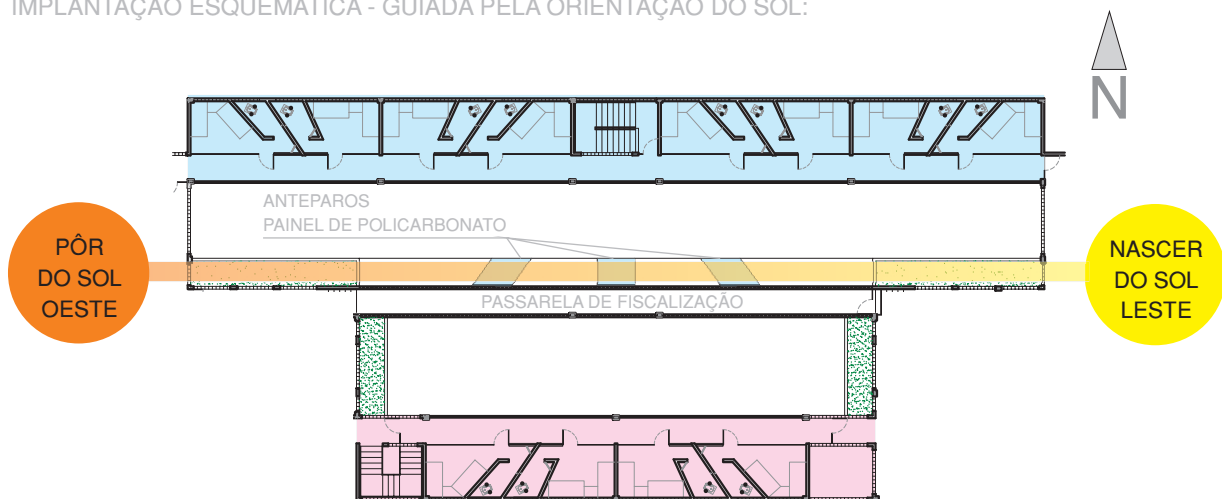 IMPLANTAÇÃO ESQUEMÁTICA - GUIADA PELA ORIENTAÇÃO DO SOL:
N
ANTEPAROS
PAINEL DE POLICARBONATO
PÔR
DO SOL
OESTE
NASCER
DO SOL
LESTE
PASSARELA DE FISCALIZAÇÃO